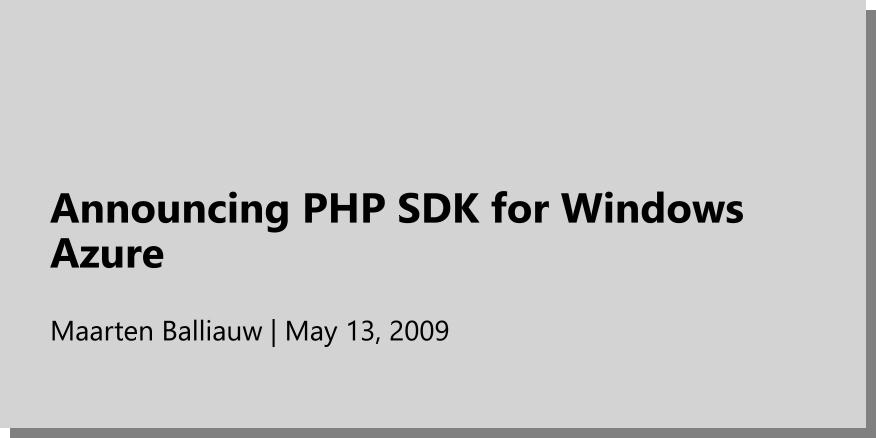 Announcing PHP SDK for Windows
Azure
Maarten Balliauw | May 13, 2009